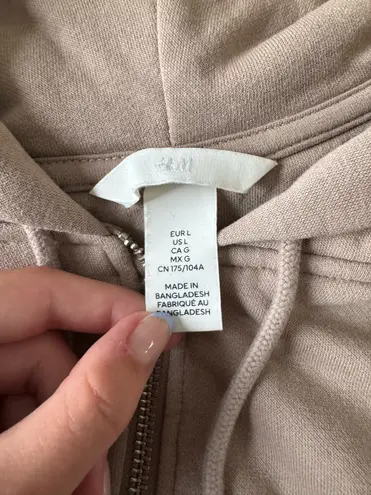 H&M
EUR L
US L
CA G
MX G
CN 175/104A
MADE IN
BANGLADESH
FABRIQUÉ AU
BANGLADESH